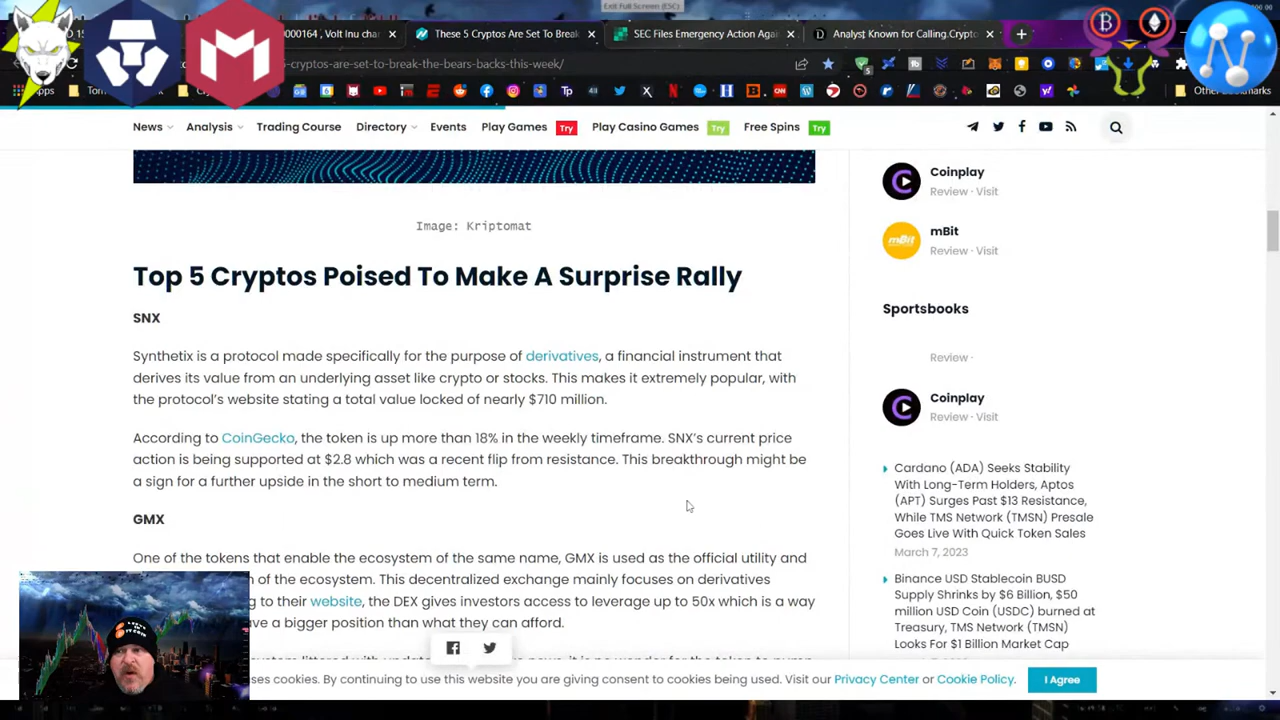 Exit Full Screen (ESC)
0000164 , Volt Inu cha
These 5 Cryptos Are Set To Break
SEC Files Emergency Action Aga
Analyst Known for Calling.Crypto
-cryptos-are-set-to-break-the-bears-backs-this-week/
Other Bookmarks
News
Analysis
Trading Course
Directory
Events
Play Games Try
Play Casino Games Try
Free Spins Try
Image: Kriptomat
Top 5 Cryptos Poised To Make A Surprise Rally
SNX
Synthetix is a protocol made specifically for the purpose of derivatives, a financial instrument that
derives its value from an underlying asset like crypto or stocks. This makes it extremely popular, with
the protocol's website stating a total value locked of nearly $710 million.
According to CoinGecko, the token is up more than 18% in the weekly timeframe. SNX's current price
action is being supported at $2.8 which was a recent flip from resistance. This breakthrough might be
a sign for a further upside in the short to medium term.
GMX
One of the tokens that enable the ecosystem of the same name, GMX is used as the official utility and
n of the ecosystem. This decentralized exchange mainly focuses on derivatives
g to their website, the DEX gives investors access to leverage up to 50x which is a way
ave a bigger position than what they can afford.
ses cookies. By continuing to use this website you are giving consent to cookies being used. Visit our Privacy Center or Cookie Policy.
I Agree
Coinplay
Review · Visit
mBit
mBit
Review · Visit
Sportsbooks
Review ·
Coinplay
Review · Visit
Cardano (ADA) Seeks Stability
With Long-Term Holders, Aptos
(APT) Surges Past $13 Resistance,
While TMS Network (TMSN) Presale
Goes Live With Quick Token Sales
March 7, 2023
Binance USD Stablecoin BUSD
Supply Shrinks by $6 Billion, $50
million USD Coin (USDC) burned at
Treasury, TMS Network (TMSN)
Looks For $1 Billion Market Cap